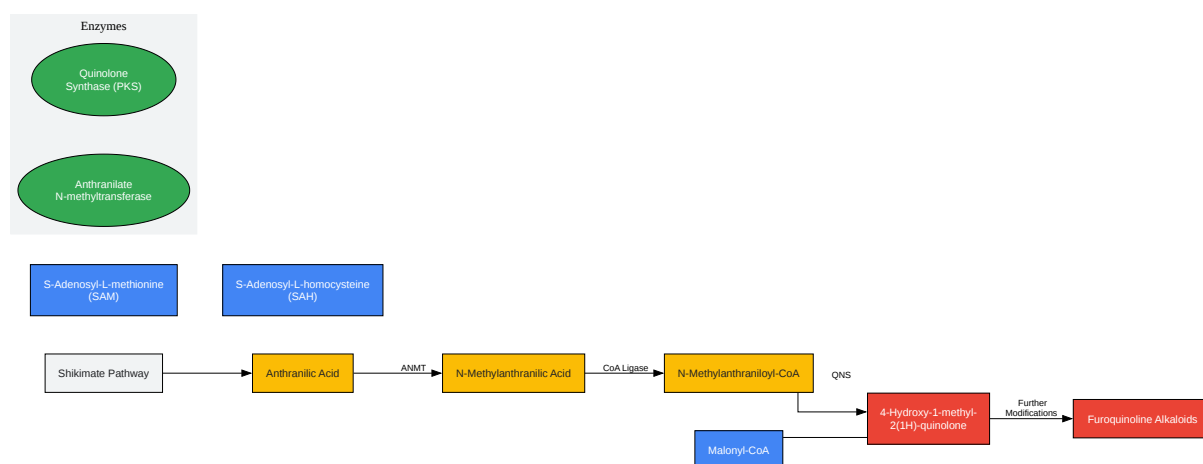 Enzymes
Quinolone
Synthase (PKS)
Anthranilate
N-methyltransferase
S-Adenosyl-L-methionine
(SAM)
S-Adenosyl-L-homocysteine
(SAH)
Shikimate Pathway
Anthranilic Acid
ANMT
N-Methylanthranilic Acid
CoA Ligase
N-Methylanthraniloyl-CoA
QNS
4-Hydroxy-1-methyl-
2(1H)-quinolone
Further
Modifications
Furoquinoline Alkaloids
Malonyl-CoA